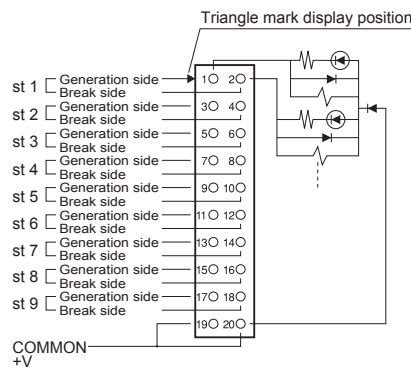 Triangle mark display position
st 1 Generation side 1 2
Break side
st 2 Generation side 3 4
Break side
st 3 Generation side 5 6
Break side
st 4 Generation side 7 8
Break side
st 5 Generation side 9 10
Break side
st 6 Generation side 11 12
Break side
st 7 Generation side 13 14
Break side
st 8 Generation side 15 16
Break side
st 9 Generation side 17 18
Break side
19 20
COMMON
+V